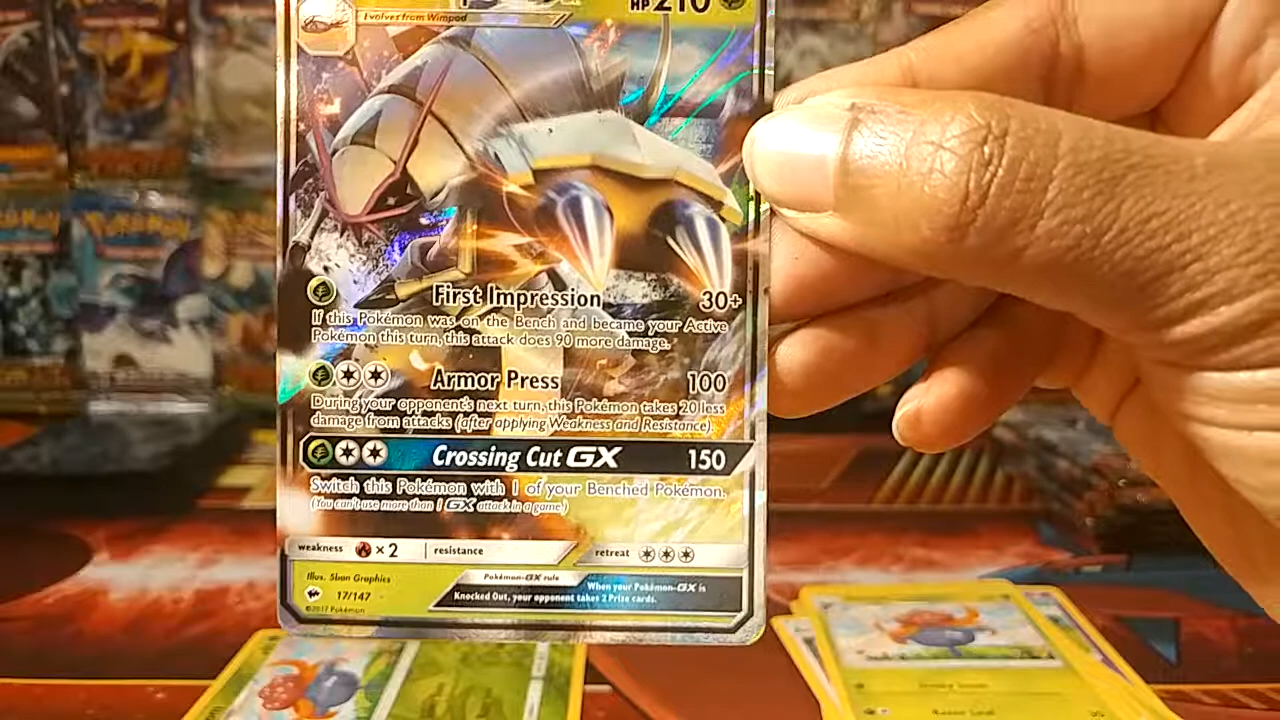 Evolves from Wimpod
HP 210
First Impression 30+
If this Pokémon was on the Bench and became your Active
Pokémon this turn, this attack does 90 more damage.
Armor Press 100
During your opponent's next turn, this Pokémon takes 20 less
damage from attacks (after applying Weakness and Resistance).
Crossing Cut GX 150
Switch this Pokémon with 1 of your Benched Pokémon.
(You can't use more than 1 GX attack in a game.)
weakness ×2 resistance retreat
Illus. 5ban Graphics
17/147
©2017 Pokémon
Pokémon-GX rule
When your Pokémon-GX is
Knocked Out, your opponent takes 2 Prize cards.